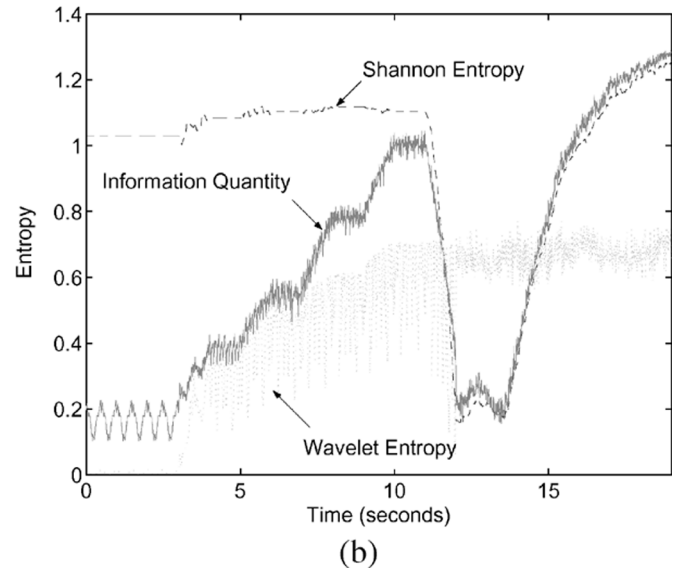 1.4
1.2
Shannon Entropy
1
Information Quantity
0.8
Entropy
0.6
0.4
0.2
Wavelet Entropy
0
0
5
10
15
Time (seconds)
(b)